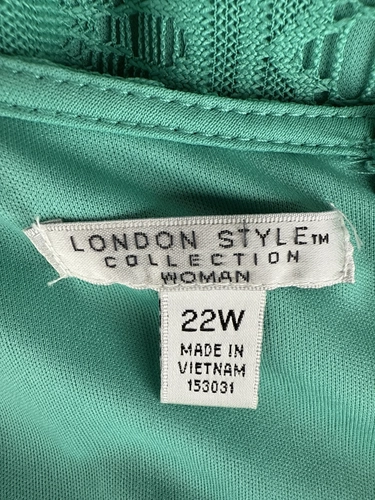 LONDON STYLE™
COLLECTION
WOMAN
22W
MADE IN
VIETNAM
153031